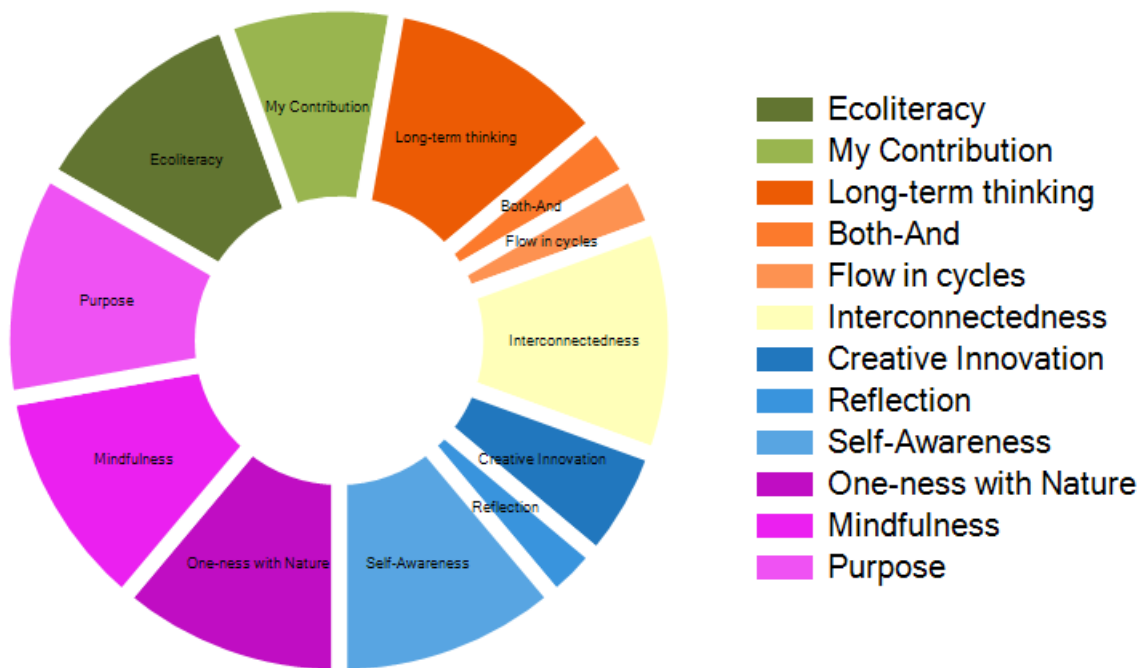 My Contribution
Long-term thinking
Ecoliteracy
Both-And
Flow in cycles
Purpose
Interconnectedness
Mindfulness
Creative Innovation
Reflection
One-ness with Nature
Self-Awareness
Ecoliteracy
My Contribution
Long-term thinking
Both-And
Flow in cycles
Interconnectedness
Creative Innovation
Reflection
Self-Awareness
One-ness with Nature
Mindfulness
Purpose